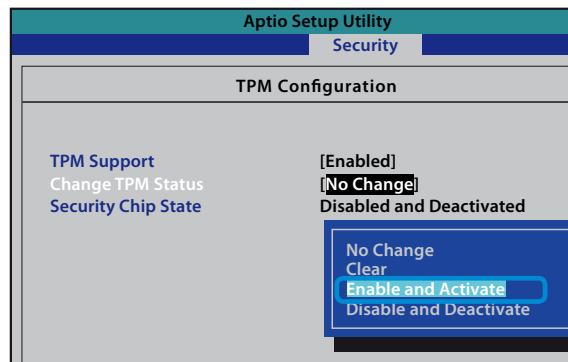 Aptio Setup Utility
Security
TPM Configuration
TPM Support [Enabled]
Change TPM Status [No Change]
Security Chip State Disabled and Deactivated
No Change
Clear
Enable and Activate
Disable and Deactivate